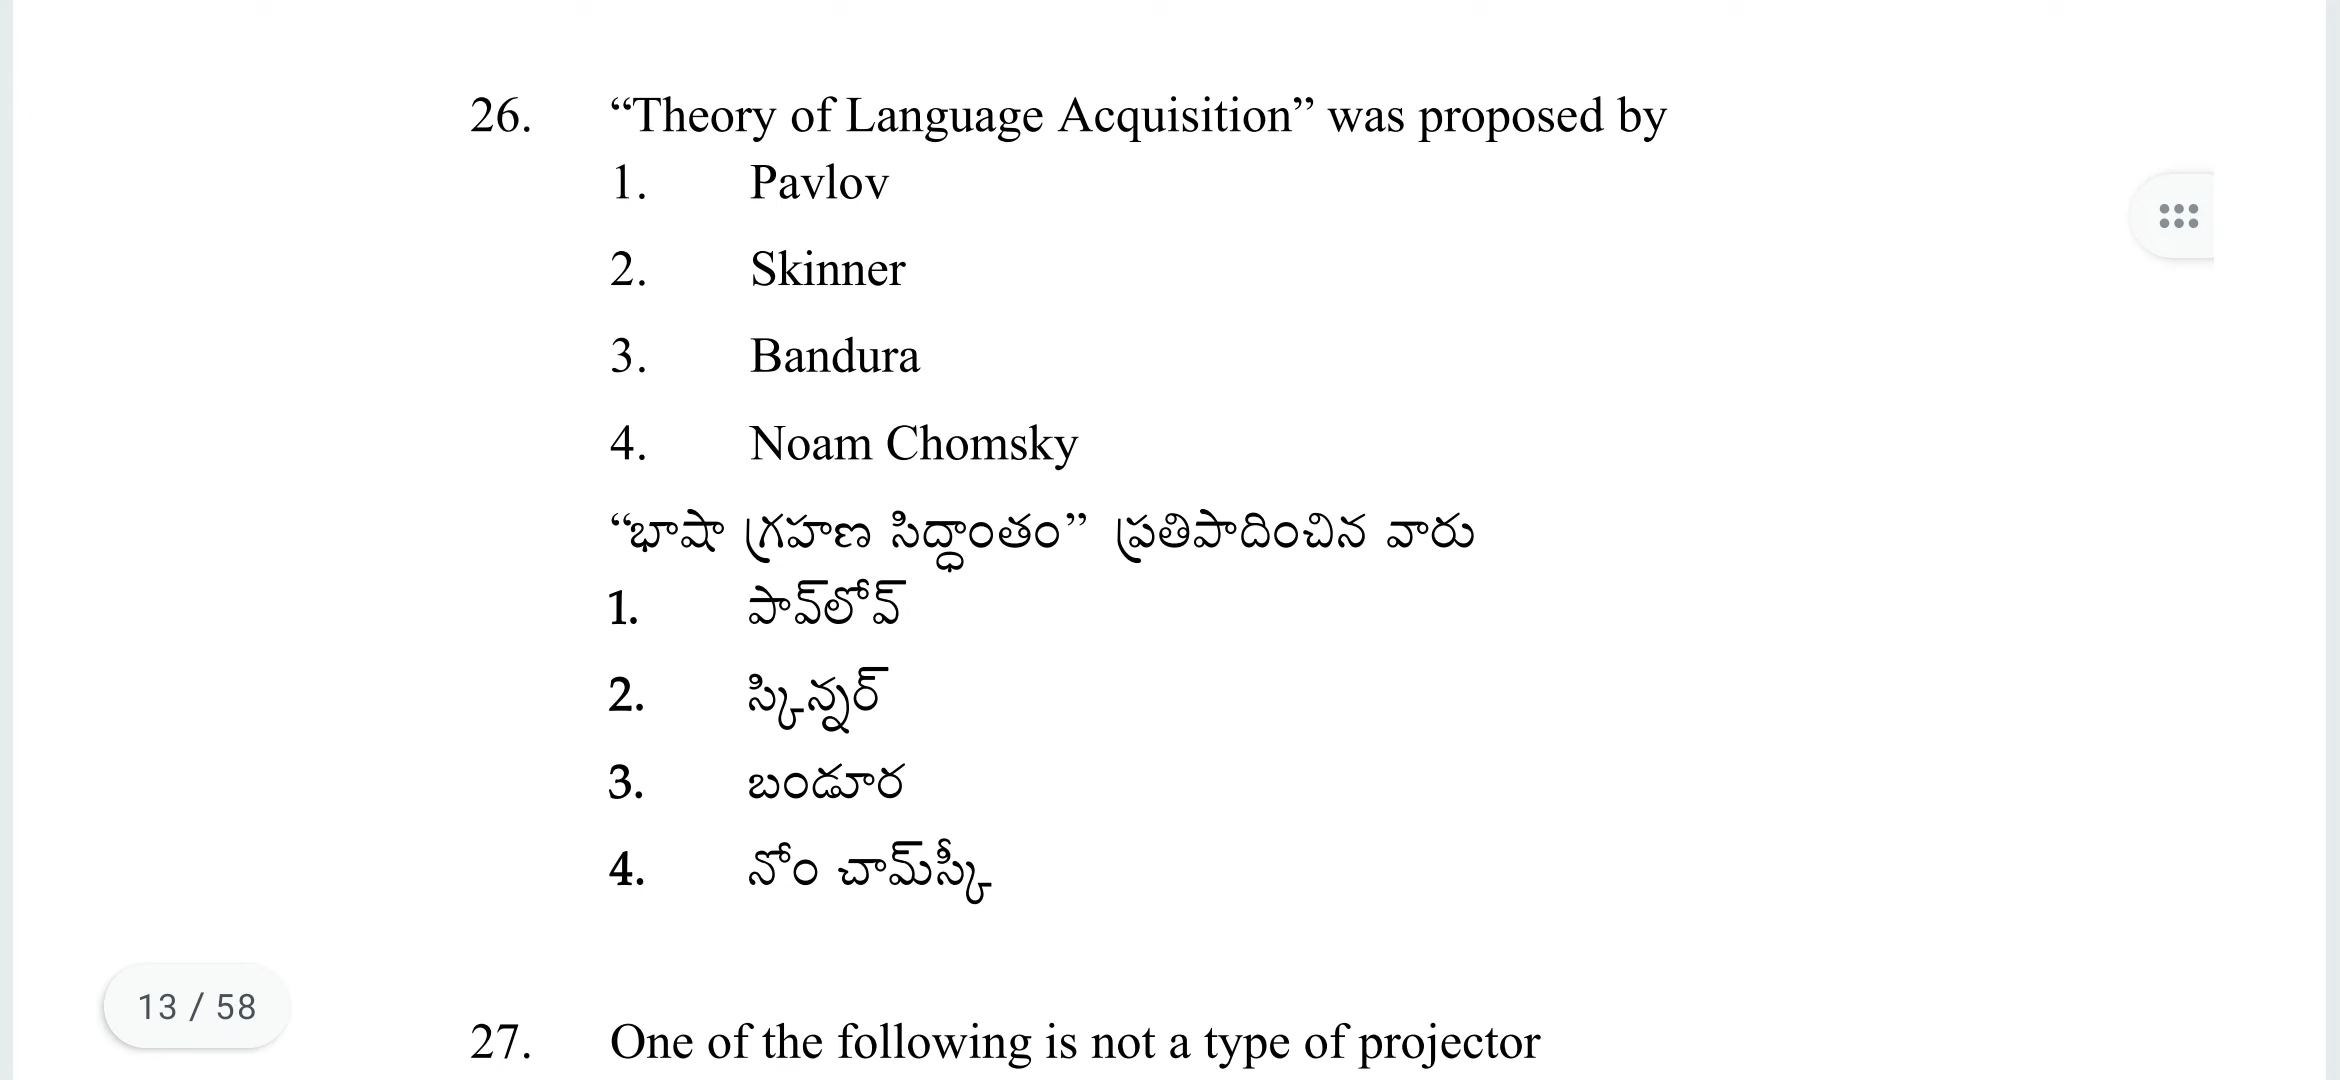 26. “Theory of Language Acquisition” was proposed by
1. Pavlov
2. Skinner
3. Bandura
4. Noam Chomsky
“భాషా గ్రహణ సిద్ధాంతం” ప్రతిపాదించిన వారు
1. పావ్‌లోవ్
2. స్కిన్నర్
3. బండూర
4. నోం చామ్‌స్కీ
13 / 58
27. One of the following is not a type of projector